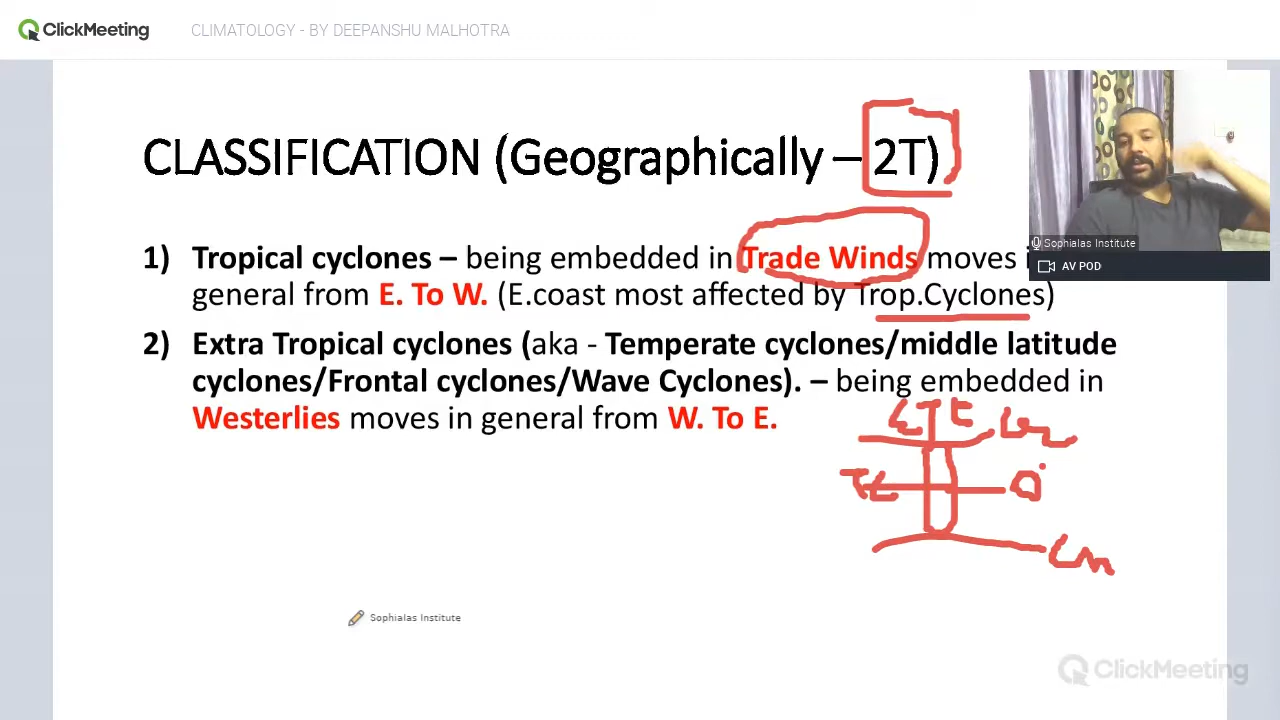 ClickMeeting CLIMATOLOGY - BY DEEPANSHU MALHOTRA
CLASSIFICATION (Geographically – 2T)
1) Tropical cyclones – being embedded in Trade Winds moves
general from E. To W. (E.coast most affected by Trop.Cyclones)
2) Extra Tropical cyclones (aka - Temperate cyclones/middle latitude
cyclones/Frontal cyclones/Wave Cyclones). – being embedded in
Westerlies moves in general from W. To E.
Sophialas Institute
AV POD
Sophialas Institute
ClickMeeting